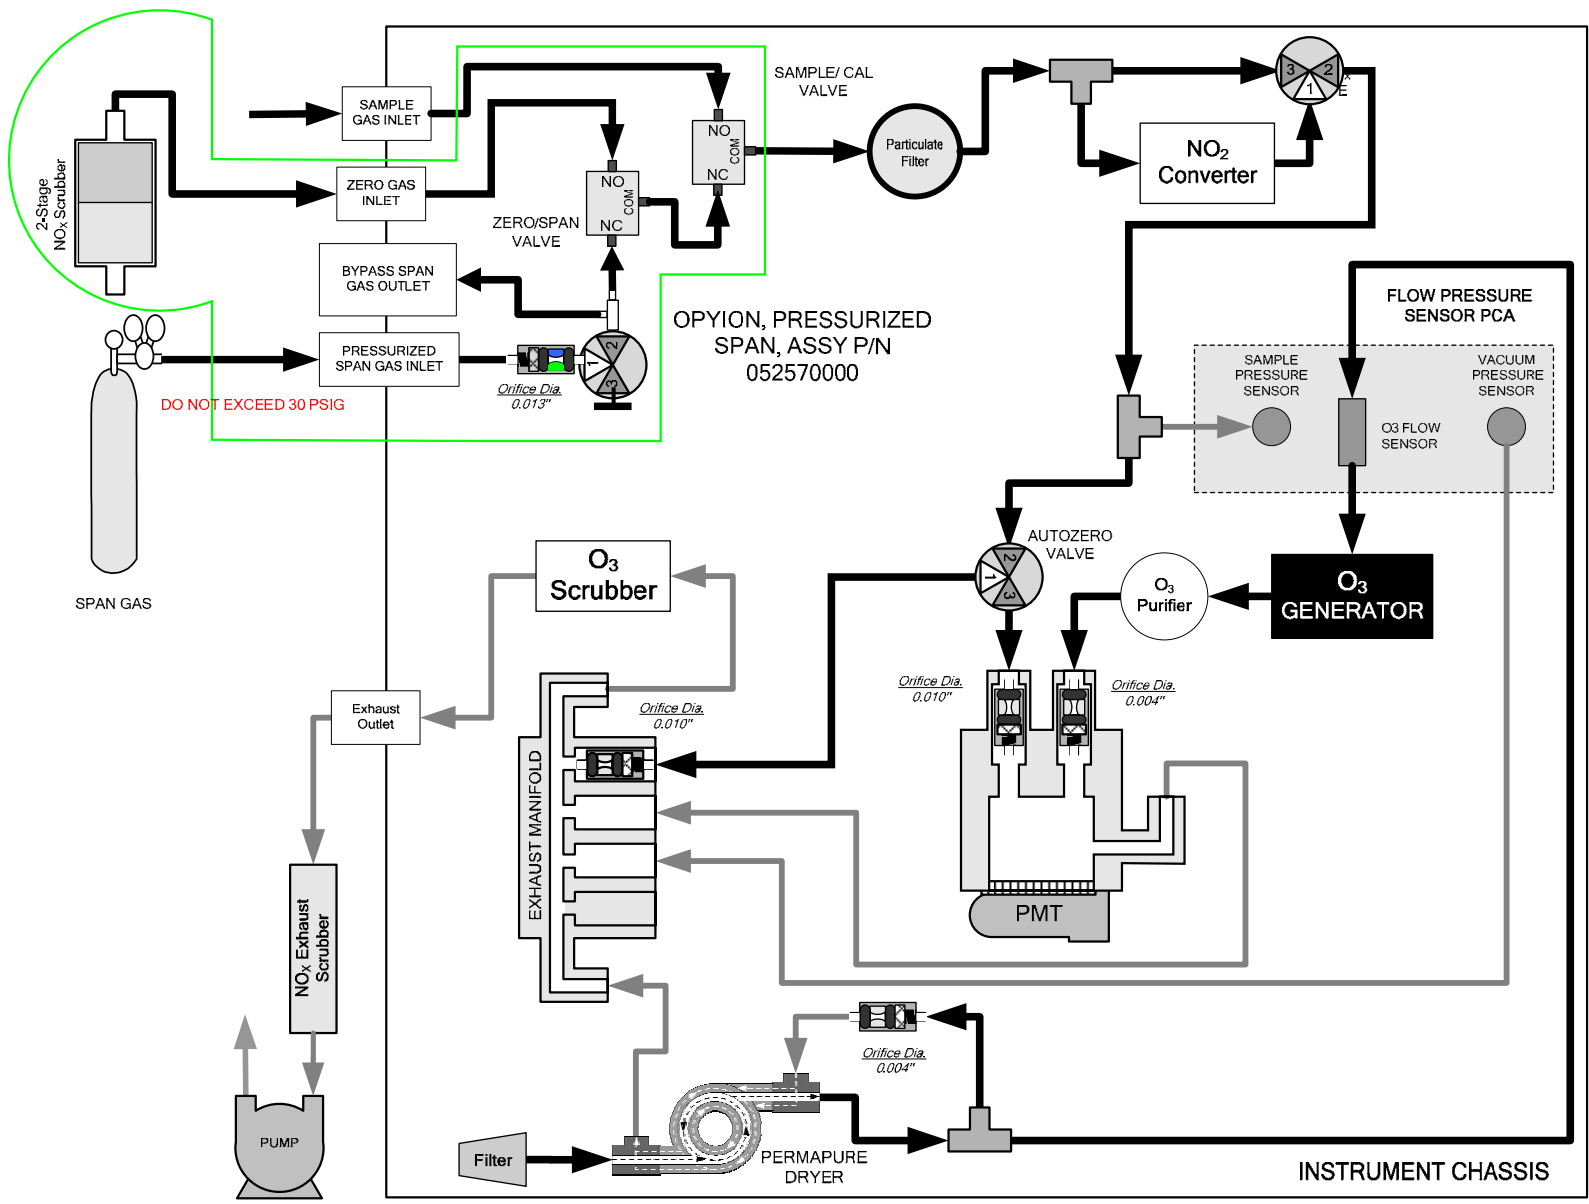 SAMPLE
GAS INLET
ZERO GAS
INLET
BYPASS SPAN
GAS OUTLET
PRESSURIZED
SPAN GAS INLET
2-Stage
NOX Scrubber
DO NOT EXCEED 30 PSIG
SPAN GAS
NO
COM
NC
ZERO/SPAN
VALVE
NO
COM
NC
SAMPLE/ CAL
VALVE
1
2
3
Orifice Dia.
0.013"
OPYION, PRESSURIZED
SPAN, ASSY P/N
052570000
Particulate
Filter
NO2
Converter
3
2
1
x
E
FLOW PRESSURE
SENSOR PCA
SAMPLE
PRESSURE
SENSOR
O3 FLOW
SENSOR
VACUUM
PRESSURE
SENSOR
AUTOZERO
VALVE
2
1
3
O3
Purifier
O3
GENERATOR
O3
Scrubber
Exhaust
Outlet
Orifice Dia.
0.010"
Orifice Dia.
0.010"
Orifice Dia.
0.004"
EXHAUST MANIFOLD
PMT
NOX Exhaust
Scrubber
PUMP
Orifice Dia.
0.004"
Filter
PERMAPURE
DRYER
INSTRUMENT CHASSIS